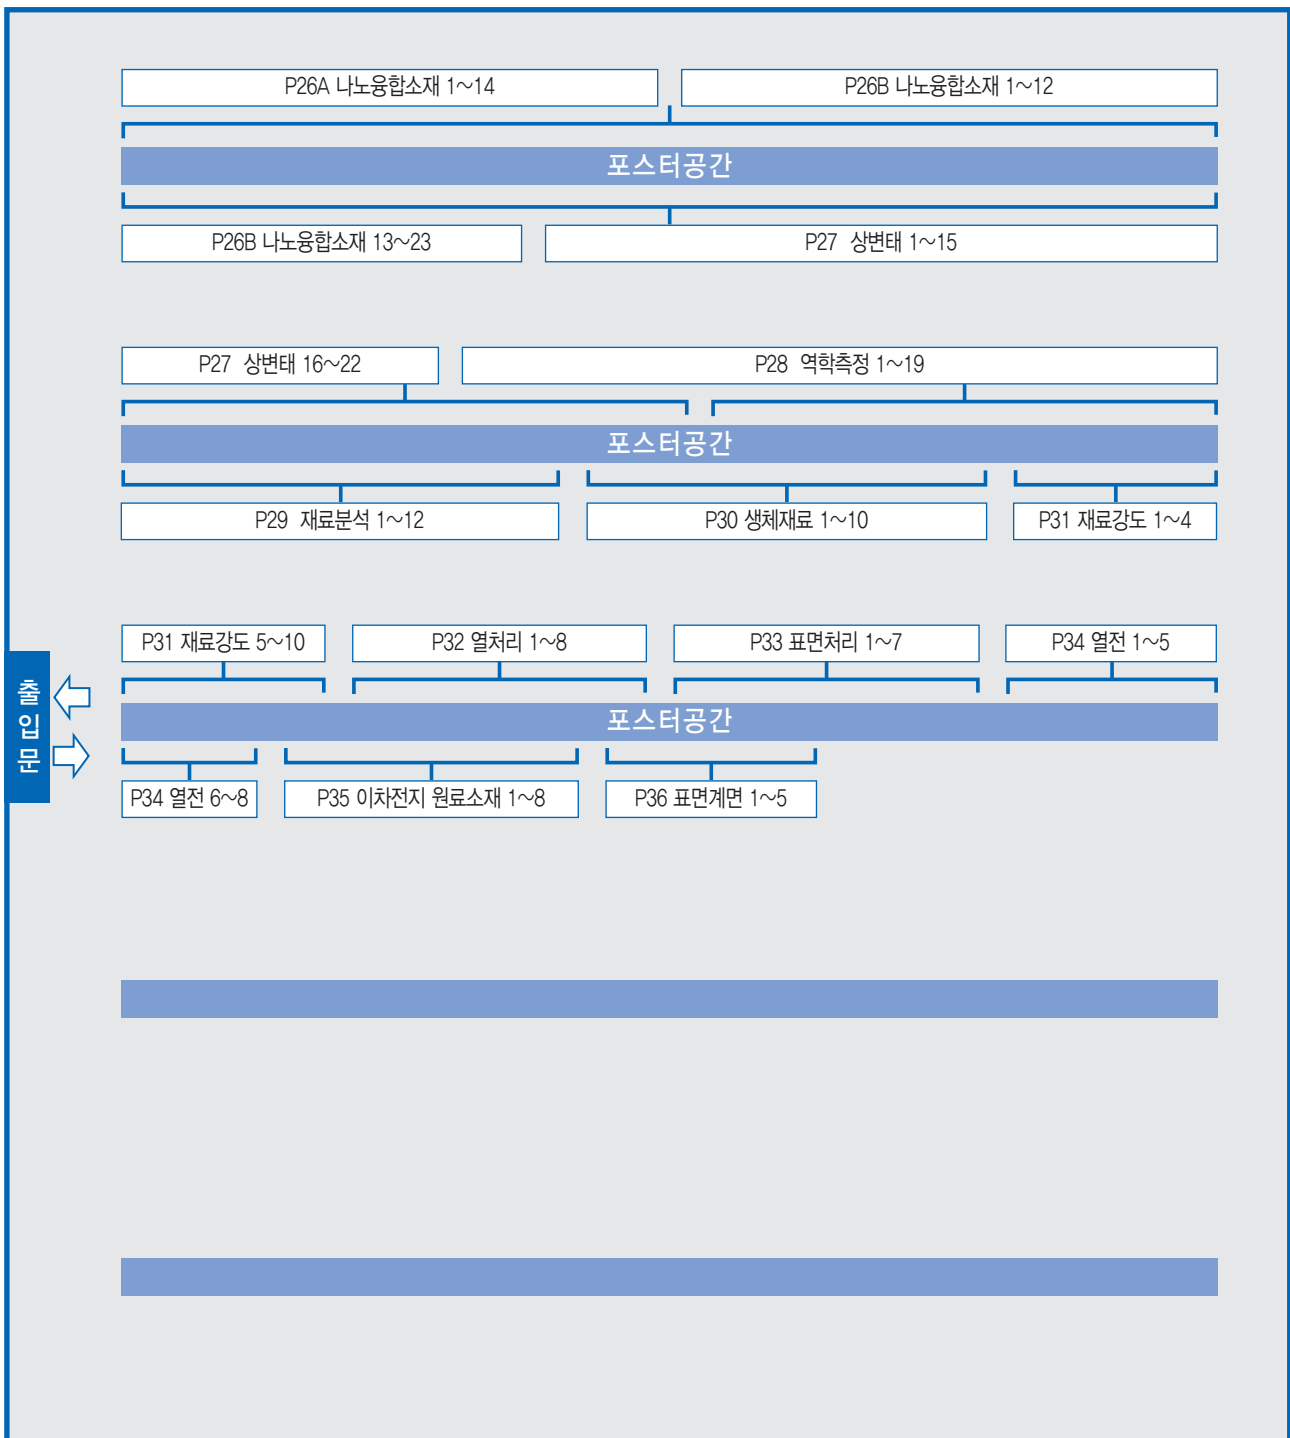 P26A 나노융합소재 1~14
P26B 나노융합소재 1~12
포스터공간
P26B 나노융합소재 13~23
P27 상변태 1~15
P27 상변태 16~22
P28 역학측정 1~19
포스터공간
P29 재료분석 1~12
P30 생체재료 1~10
P31 재료강도 1~4
P31 재료강도 5~10
P32 열처리 1~8
P33 표면처리 1~7
P34 열전 1~5
출입문
포스터공간
P34 열전 6~8
P35 이차전지 원료소재 1~8
P36 표면계면 1~5